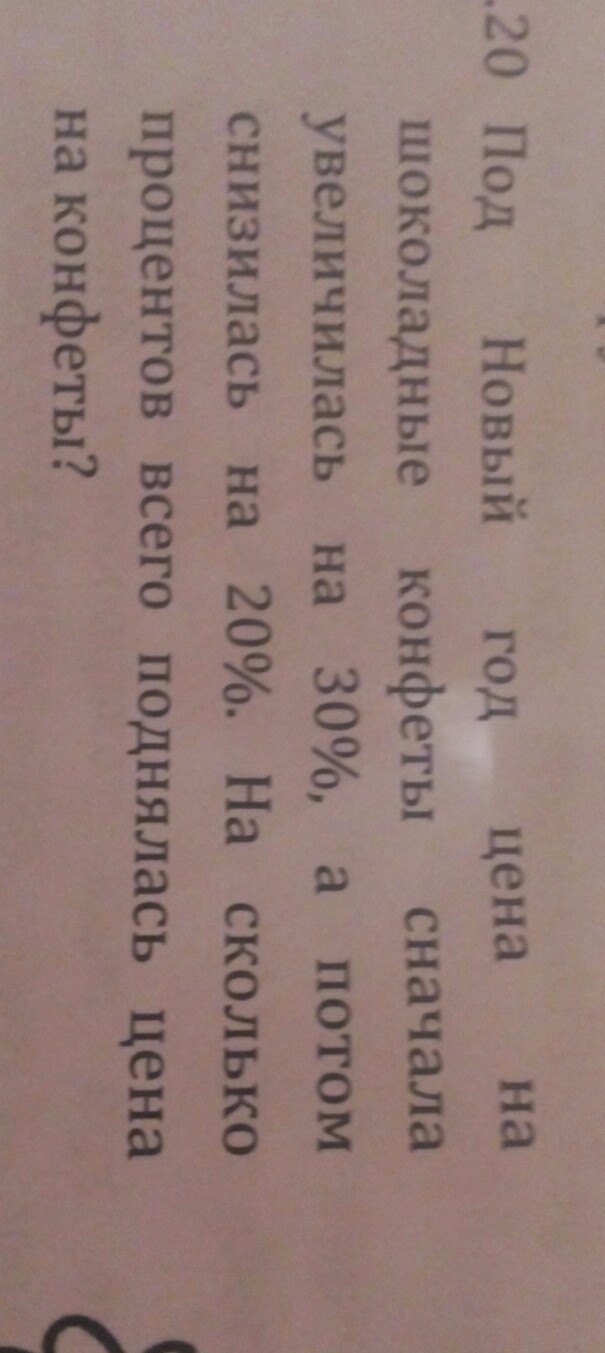 .20 Под Новый год цена на
шоколадные конфеты сначала
увеличилась на 30%, а потом
снизилась на 20%. На сколько
процентов всего поднялась цена
на конфеты?